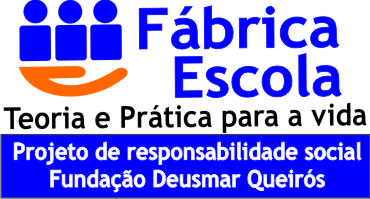 Fábrica
Escola
Teoria e Prática para a vida
Projeto de responsabilidade social
Fundação Deusmar Queirós